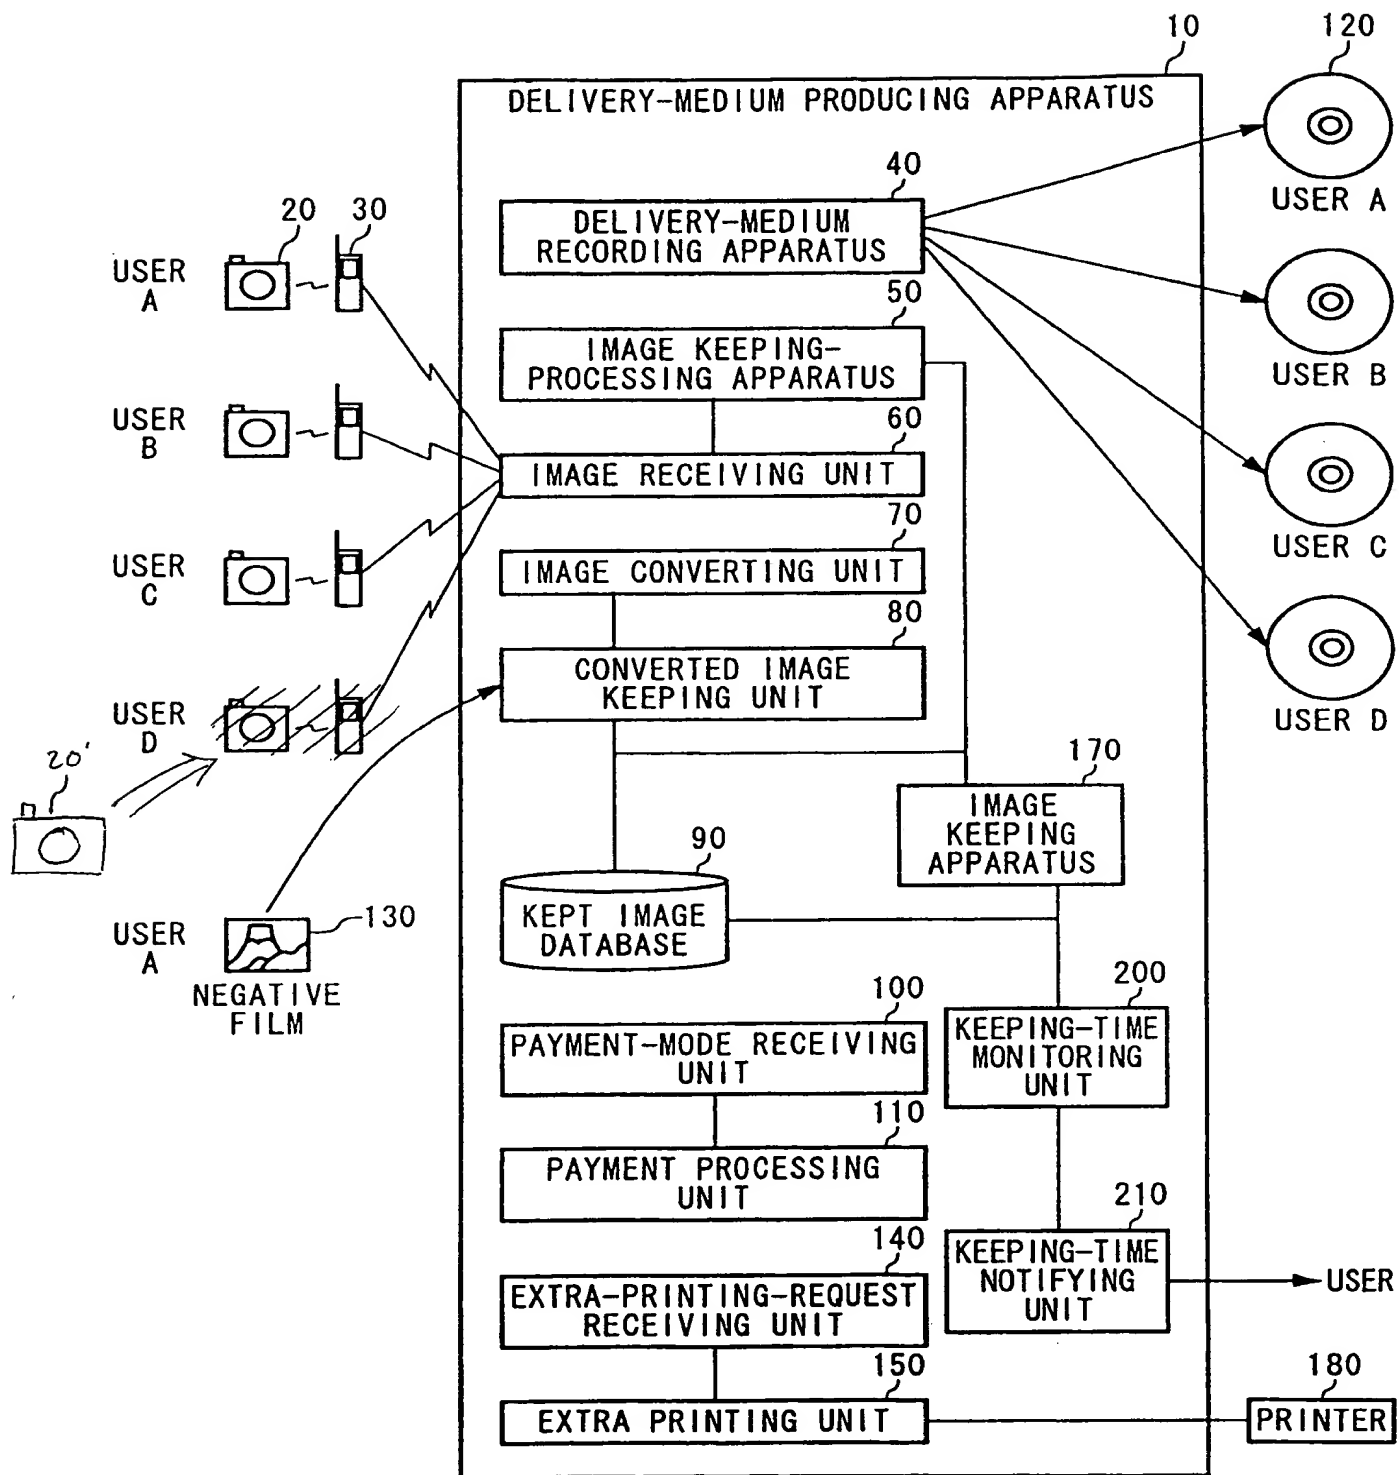 10
120
DELIVERY-MEDIUM PRODUCING APPARATUS
40
DELIVERY-MEDIUM
RECORDING APPARATUS
USER A
20
30
USER
A
50
IMAGE KEEPING-
PROCESSING APPARATUS
USER B
USER
B
60
IMAGE RECEIVING UNIT
USER C
USER
C
70
IMAGE CONVERTING UNIT
80
CONVERTED IMAGE
KEEPING UNIT
USER D
USER
D
20'
170
IMAGE
KEEPING
APPARATUS
90
KEPT IMAGE
DATABASE
USER
A
130
NEGATIVE
FILM
100
PAYMENT-MODE RECEIVING
UNIT
200
KEEPING-TIME
MONITORING
UNIT
110
PAYMENT PROCESSING
UNIT
210
KEEPING-TIME
NOTIFYING
UNIT
USER
140
EXTRA-PRINTING-REQUEST
RECEIVING UNIT
150
EXTRA PRINTING UNIT
180
PRINTER